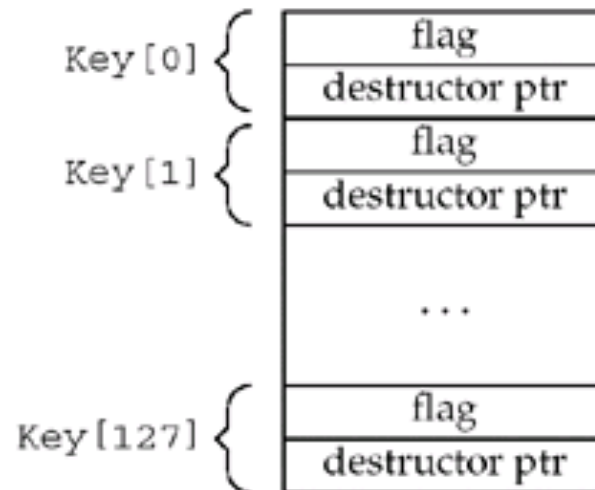 Key[0]
flag
destructor ptr
Key[1]
flag
destructor ptr
...
Key[127]
flag
destructor ptr